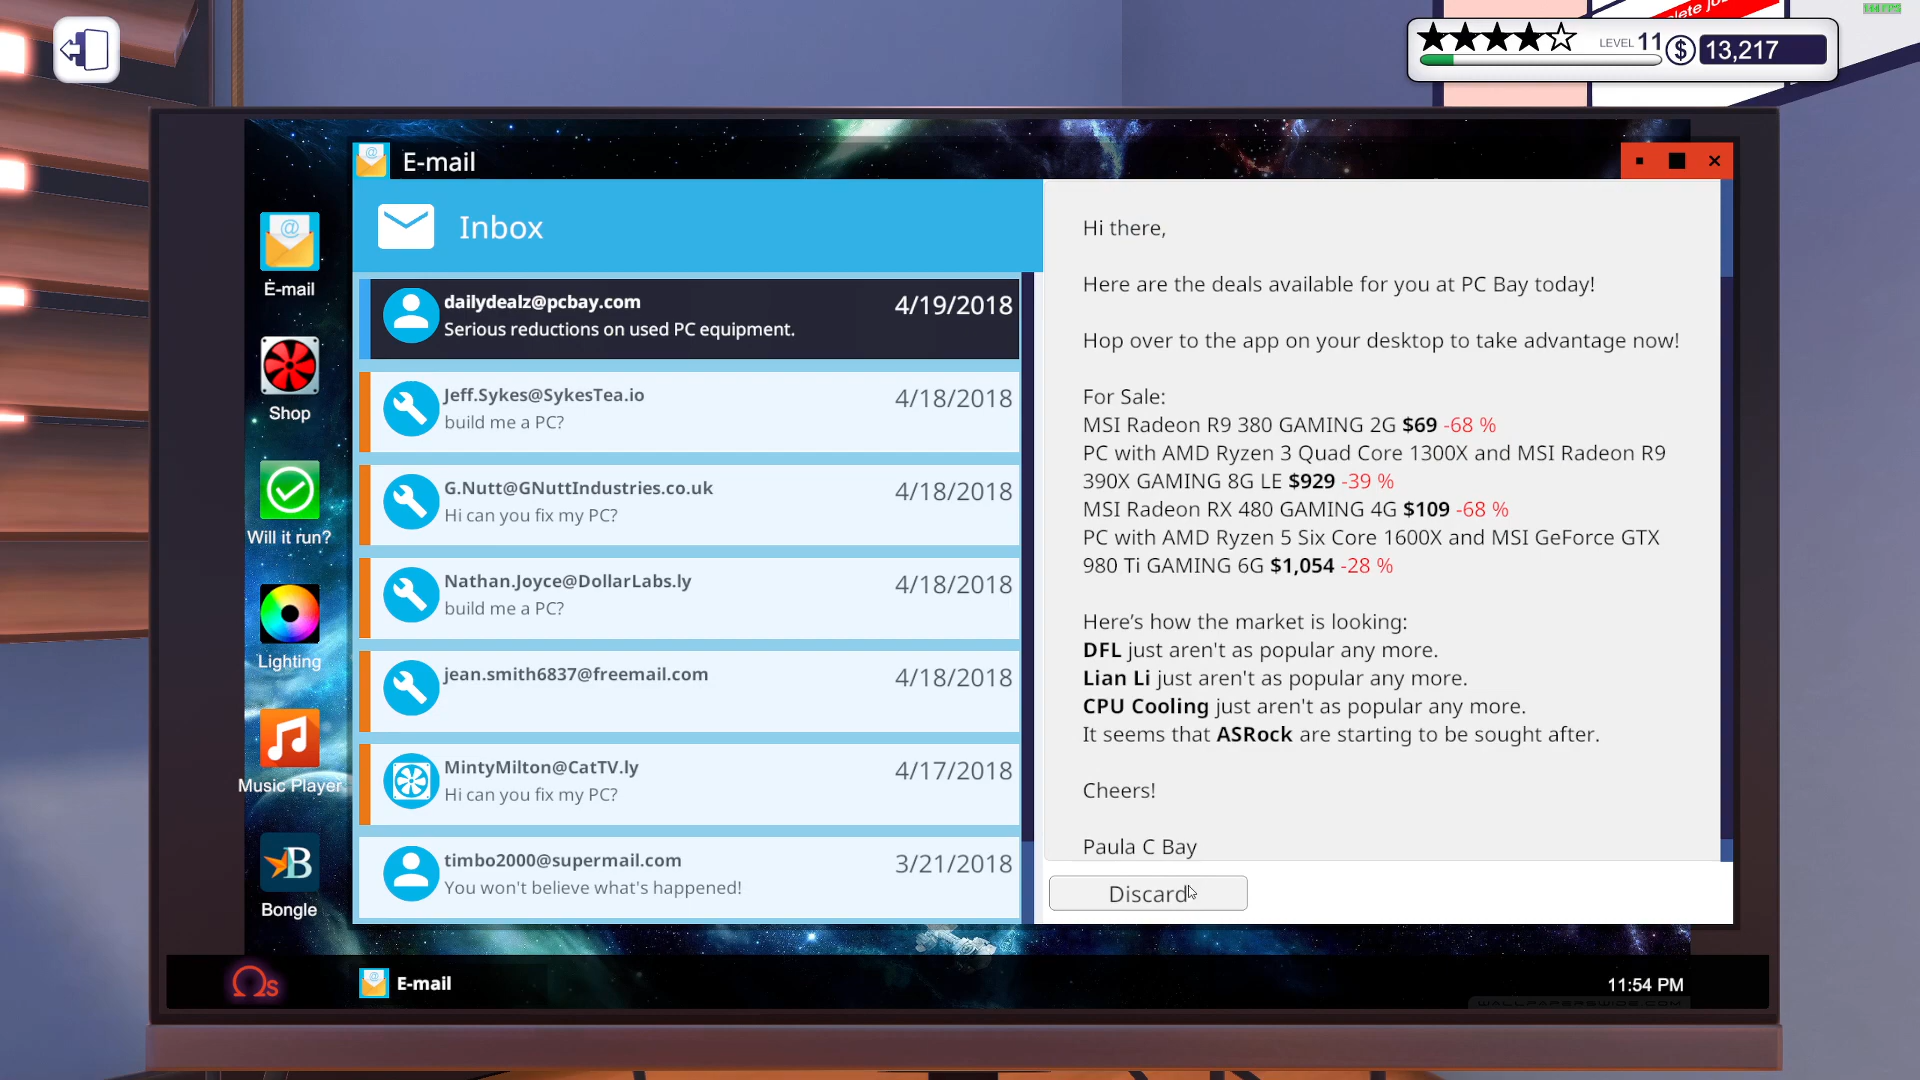 LEVEL 11
$ 13,217
E-mail
E-mail
Shop
Will it run?
Lighting
Music Player
B
Bongle
Inbox
dailydealz@pcbay.com 4/19/2018
Serious reductions on used PC equipment.
Jeff.Sykes@SykesTea.io 4/18/2018
build me a PC?
G.Nutt@GNuttIndustries.co.uk 4/18/2018
Hi can you fix my PC?
Nathan.Joyce@DollarLabs.ly 4/18/2018
build me a PC?
jean.smith6837@freemail.com 4/18/2018
MintyMilton@CatTV.ly 4/17/2018
Hi can you fix my PC?
timbo2000@supermail.com 3/21/2018
You won't believe what's happened!
Hi there,
Here are the deals available for you at PC Bay today!
Hop over to the app on your desktop to take advantage now!
For Sale:
MSI Radeon R9 380 GAMING 2G $69 -68 %
PC with AMD Ryzen 3 Quad Core 1300X and MSI Radeon R9
390X GAMING 8G LE $929 -39 %
MSI Radeon RX 480 GAMING 4G $109 -68 %
PC with AMD Ryzen 5 Six Core 1600X and MSI GeForce GTX
980 Ti GAMING 6G $1,054 -28 %
Here’s how the market is looking:
DFL just aren't as popular any more.
Lian Li just aren't as popular any more.
CPU Cooling just aren't as popular any more.
It seems that ASRock are starting to be sought after.
Cheers!
Paula C Bay
Discard
Ωs
E-mail
11:54 PM